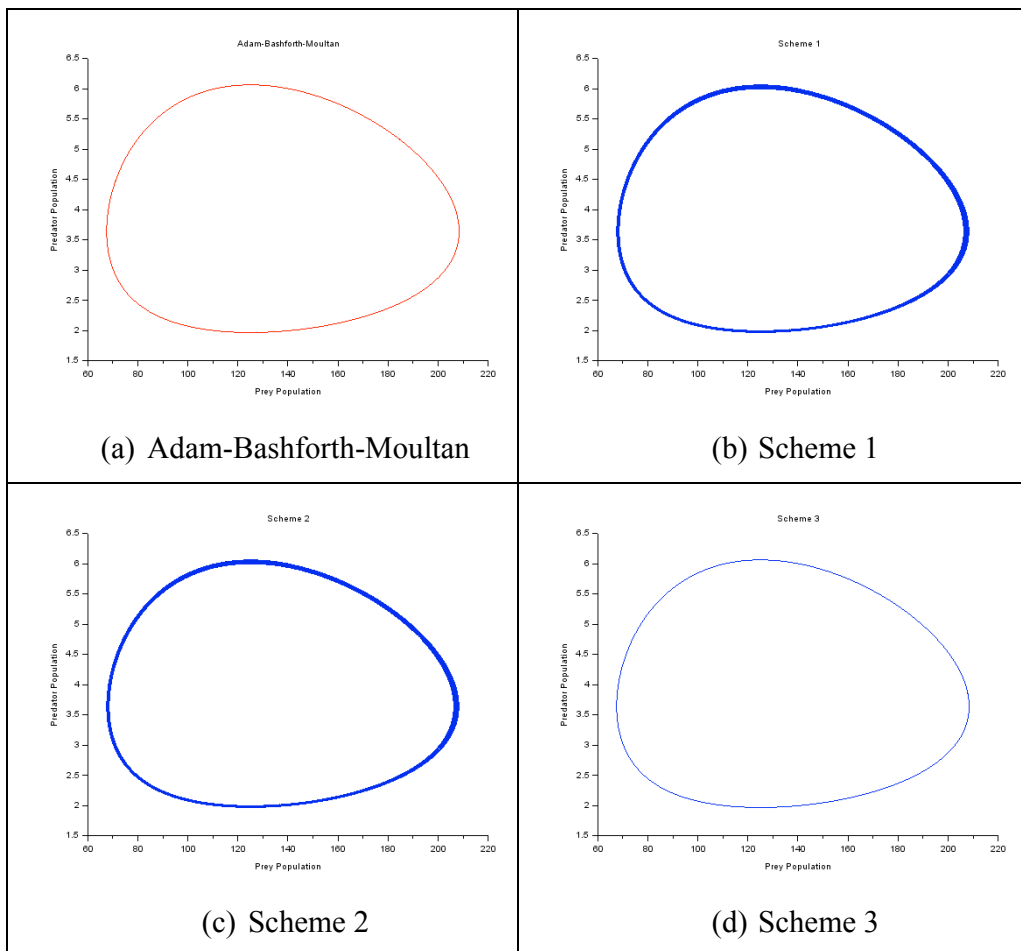 Adam-Bashforth-Moultan
6.5
6
5.5
5
4.5
4
3.5
3
2.5
2
1.5
Predator Population
60 80 100 120 140 160 180 200 220
Prey Population
(a) Adam-Bashforth-Moultan
Scheme 1
6.5
6
5.5
5
4.5
4
3.5
3
2.5
2
1.5
Predator Population
60 80 100 120 140 160 180 200 220
Prey Population
(b) Scheme 1
Scheme 2
6.5
6
5.5
5
4.5
4
3.5
3
2.5
2
1.5
Predator Population
60 80 100 120 140 160 180 200 220
Prey Population
(c) Scheme 2
Scheme 3
6.5
6
5.5
5
4.5
4
3.5
3
2.5
2
1.5
Predator Population
60 80 100 120 140 160 180 200 220
Prey Population
(d) Scheme 3